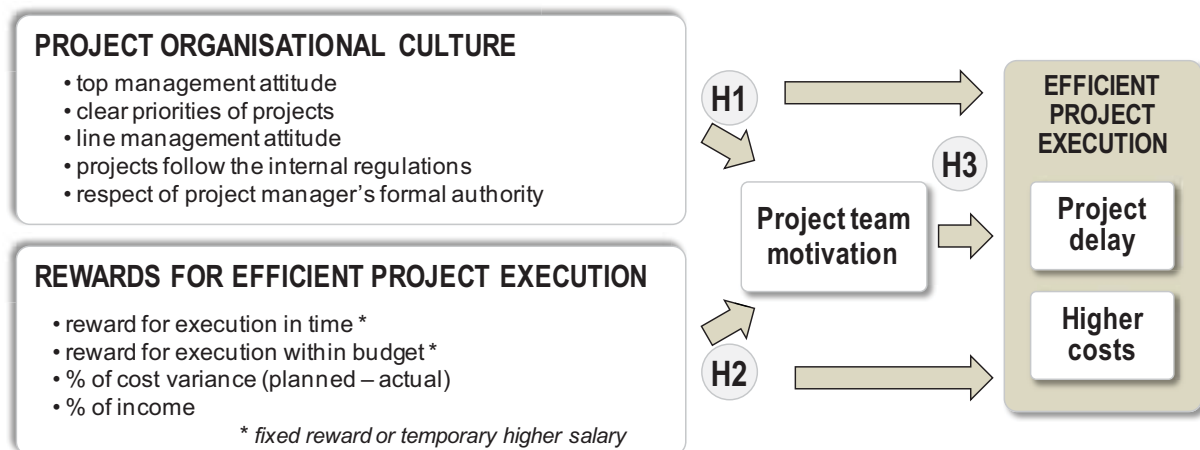 PROJECT ORGANISATIONAL CULTURE
• top management attitude
• clear priorities of projects
• line management attitude
• projects follow the internal regulations
• respect of project manager's formal authority
REWARDS FOR EFFICIENT PROJECT EXECUTION
• reward for execution in time *
• reward for execution within budget *
• % of cost variance (planned – actual)
• % of income
* fixed reward or temporary higher salary
H1
H2
Project team
motivation
H3
EFFICIENT
PROJECT
EXECUTION
Project
delay
Higher
costs